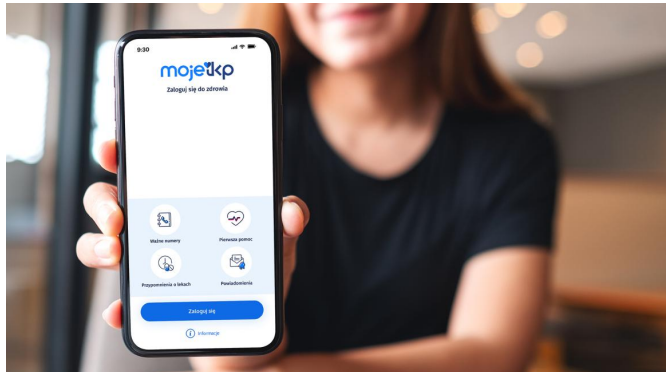 9:30
mojeikp
Zaloguj się do zdrowia
Ważne numery
Pierwsza pomoc
Przypomnienia o lekach
Powiadomienia
Zaloguj się
i Informacje